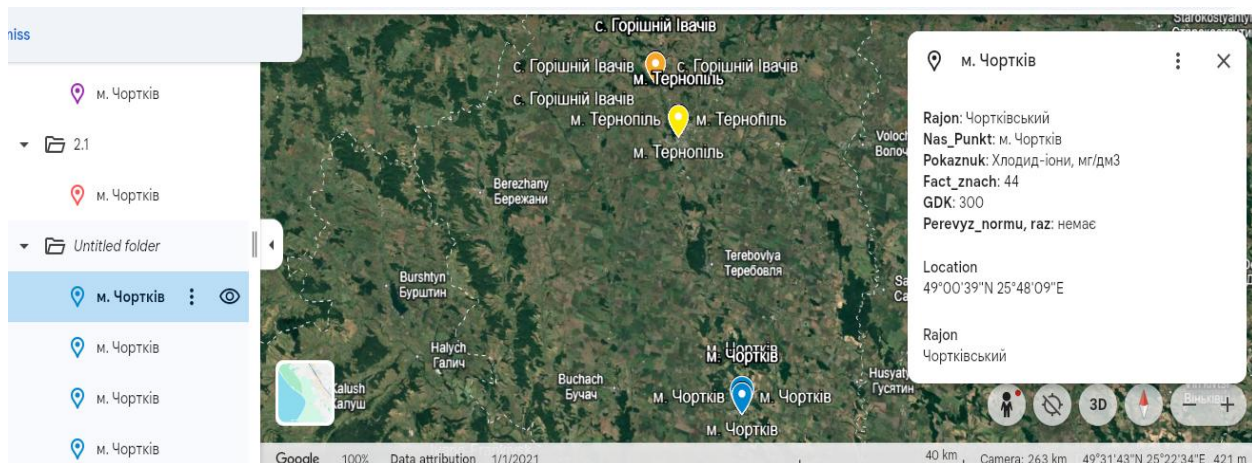 niss
м. Чортків
2.1
м. Чортків
Untitled folder
м. Чортків
м. Чортків
м. Чортків
м. Чортків
с. Горішній Івачів
с. Горішній Івачів
с. Горішній Івачів
м. Тернопіль
с. Горішній Івачів
м. Тернопіль
м. Тернопіль
м. Тернопіль
Berezhany
Бережани
Terebovlya
Теребовля
Burshtyn
Бурштин
Halych
Галич
Buchach
Бучач
Kalush
Калуш
м. Чортків
м. Чортків
м. Чортків
м. Чортків
Гусятин
м. Чортків
Rajon: Чортківський
Nas_Punkt: м. Чортків
Pokaznuk: Хлодид-іони, мг/дм3
Fact_znach: 44
GDK: 300
Perevyz_normu, raz: немає
Location
49°00'39"N 25°48'09"E
Rajon
Чортківський
3D
Google 100% Data attribution 1/1/2021 40 km Camera: 263 km 49°31'43"N 25°22'34"E 421 m